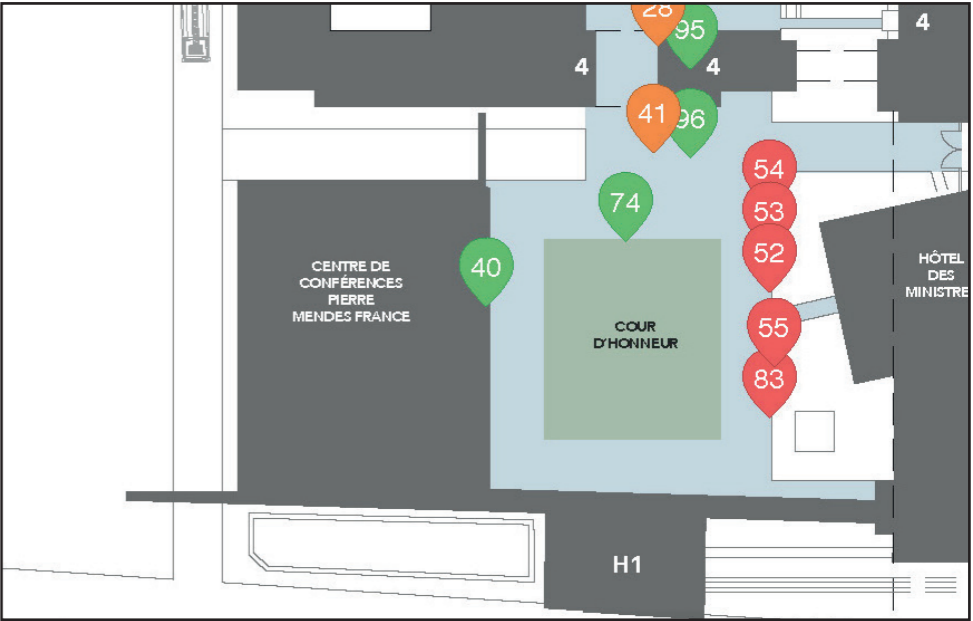 28
95
4
4
4
41
96
54
74
53
52
40
HÔTEL
DES
MINISTRE
CENTRE DE
CONFÉRENCES
PIERRE
MENDES FRANCE
55
COUR
D'HONNEUR
83
H1